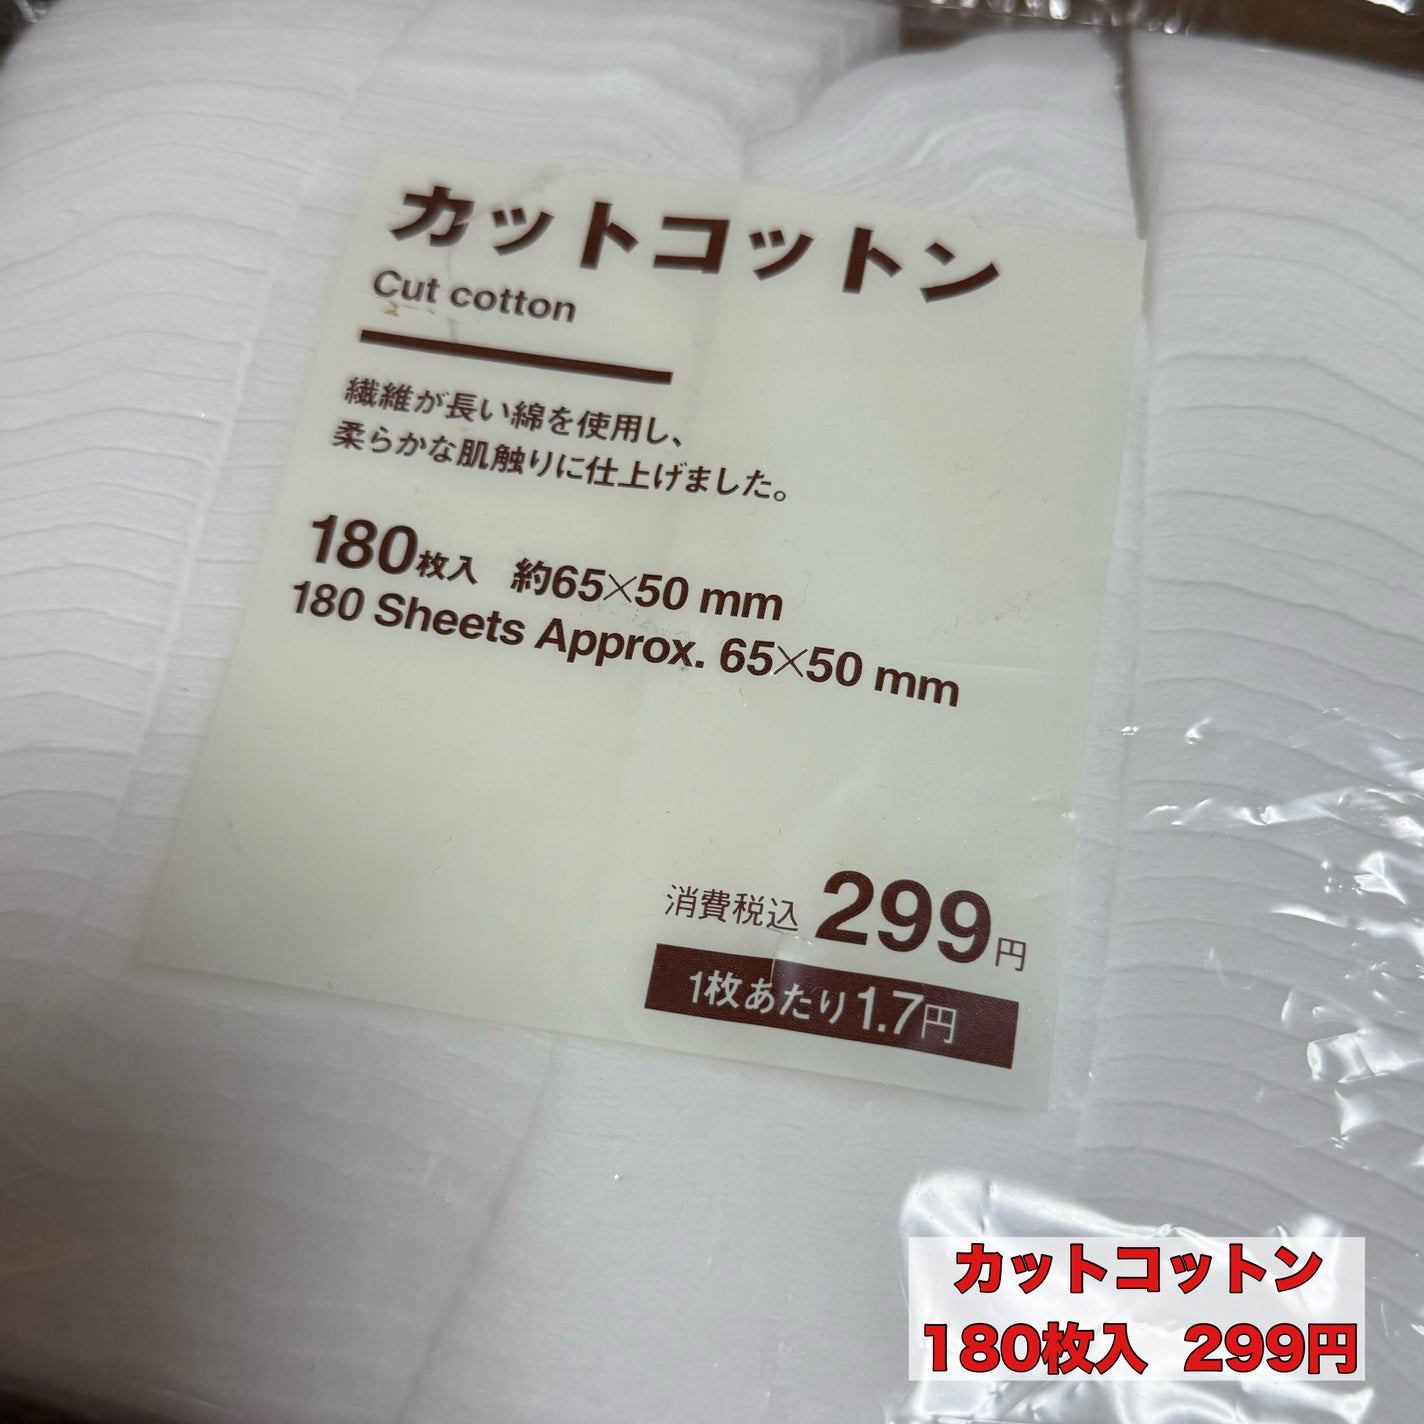 カットコットン
Cut cotton
繊維が長い綿を使用し、
柔らかな肌触りに仕上げました。
180枚入 約65×50 mm
180 Sheets Approx. 65×50 mm
消費税込 299円
1枚あたり1.7円
カットコットン
180枚入 299円